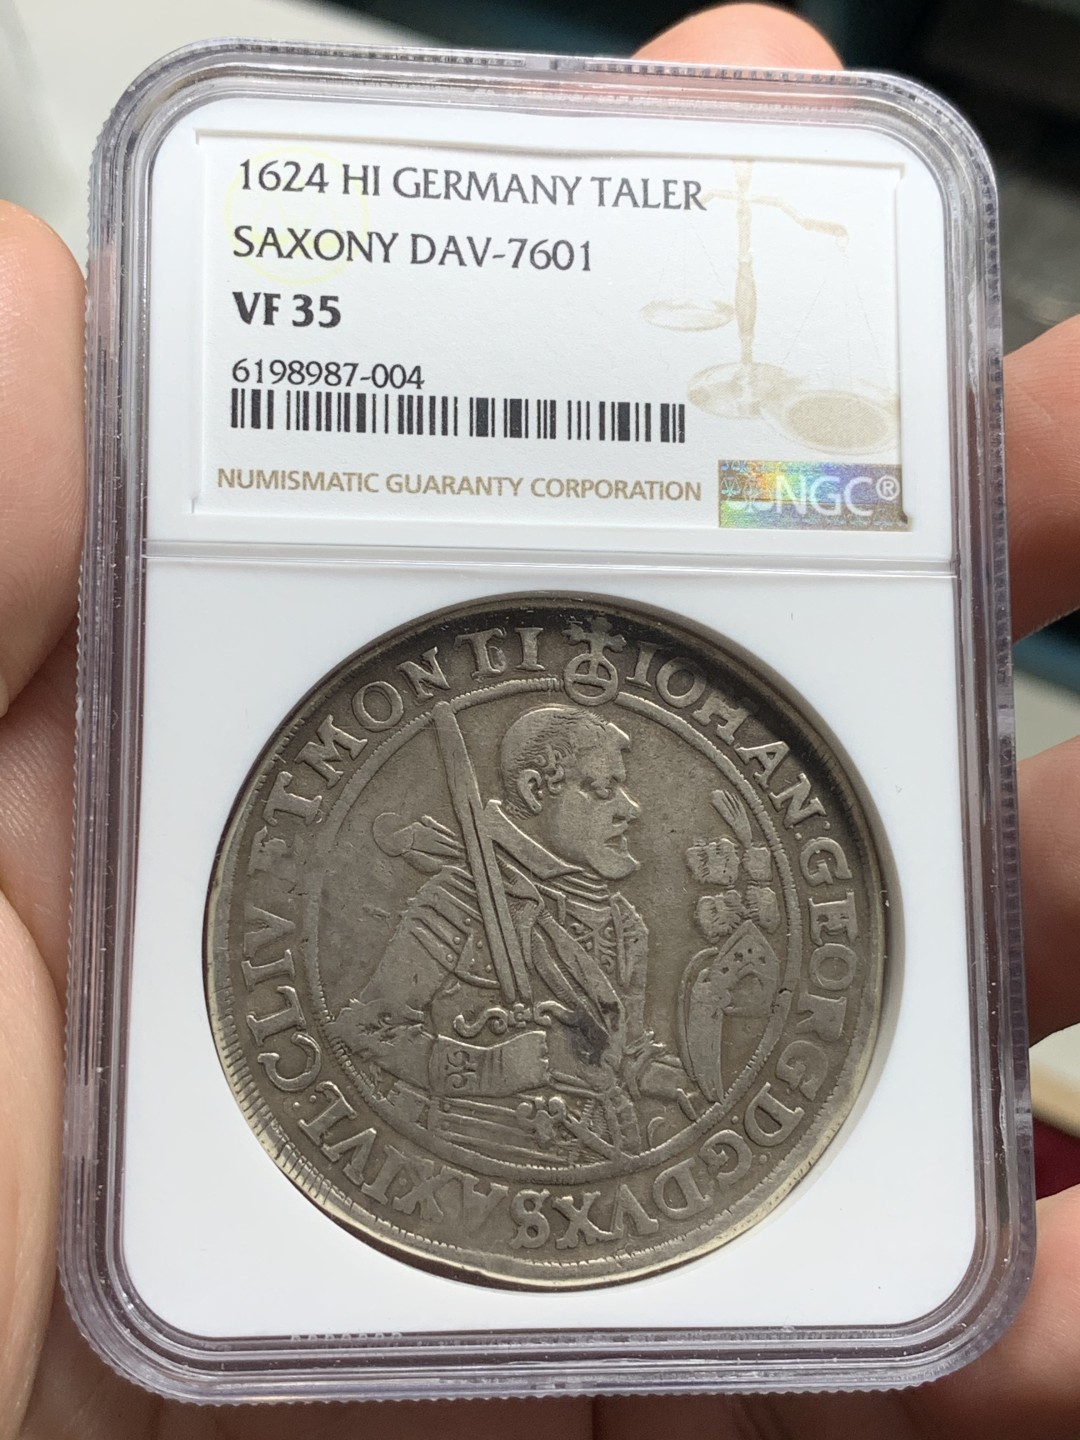 1624 HI GERMANY TALER
SAXONY DAV-7601
VF 35
6198987-004
NUMISMATIC GUARANTY CORPORATION
NGC®
IOHAN:GEORG:D:G:DVX SAX IVL:CLIV ET MONTI